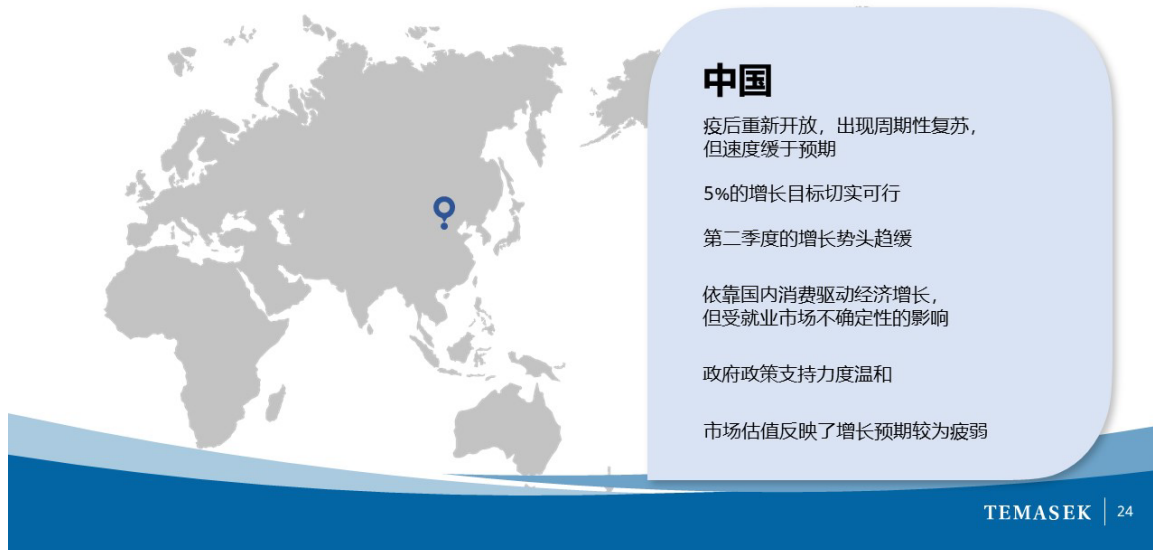 中国
疫后重新开放，出现周期性复苏，
但速度缓于预期
5%的增长目标切实可行
第二季度的增长势头趋缓
依靠国内消费驱动经济增长，
但受就业市场不确定性的影响
政府政策支持力度温和
市场估值反映了增长预期较为疲弱
TEMASEK | 24